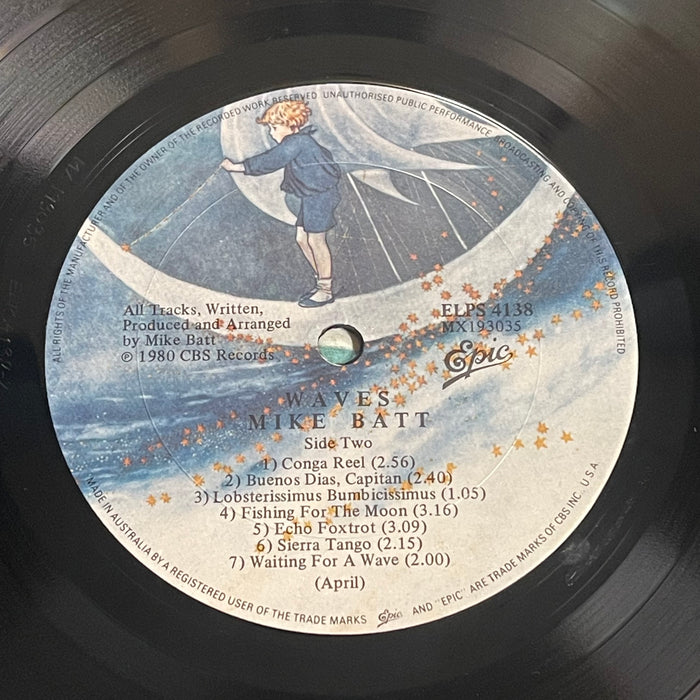 ALL RIGHTS OF THE MANUFACTURER AND OF THE OWNER OF THE RECORDED WORK RESERVED UNAUTHORISED PUBLIC PERFORMANCE, BROADCASTING AND COPYING OF THIS RECORD PROHIBITED
All Tracks, Written,
Produced and Arranged
by Mike Batt
℗ 1980 CBS Records
ELPS 4138
MX193035
Epic
WAVES
MIKE BATT
Side Two
1) Conga Reel (2.56)
2) Buenos Dias, Capitan (2.40)
3) Lobsterissimus Bumbicissimus (1.05)
4) Fishing For The Moon (3.16)
5) Echo Foxtrot (3.09)
6) Sierra Tango (2.15)
7) Waiting For A Wave (2.00)
(April)
MADE IN AUSTRALIA BY A REGISTERED USER OF THE TRADE MARKS Epic AND "EPIC" ARE TRADE MARKS OF CBS INC., U S A